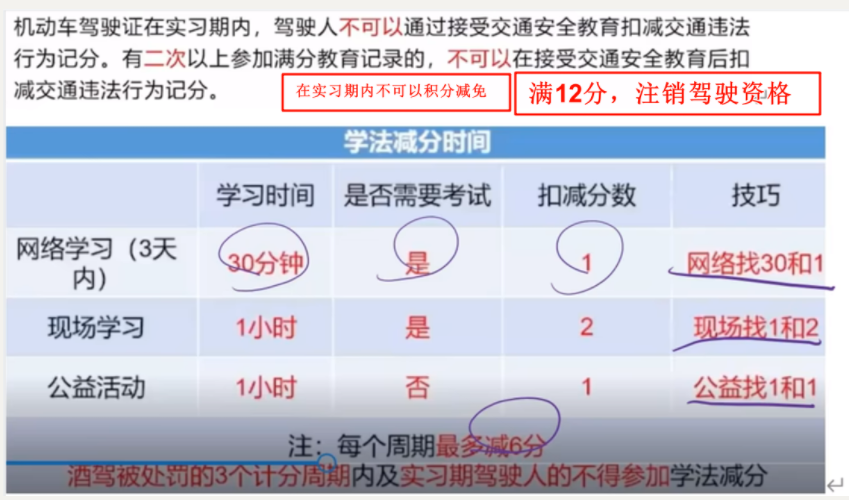 机动车驾驶证在实习期内，驾驶人不可以通过接受交通安全教育扣减交通违法
行为记分。有二次以上参加满分教育记录的，不可以在接受交通安全教育后扣
减交通违法行为记分。
在实习期内不可以积分减免
满12分，注销驾驶资格
学法减分时间
学习时间 是否需要考试 扣减分数 技巧
网络学习（3天内） 30分钟 是 1 网络找30和1
现场学习 1小时 是 2 现场找1和2
公益活动 1小时 否 1 公益找1和1
注：每个周期最多减6分
酒驾被处罚的3个计分周期内及实习期驾驶人的不得参加学法减分